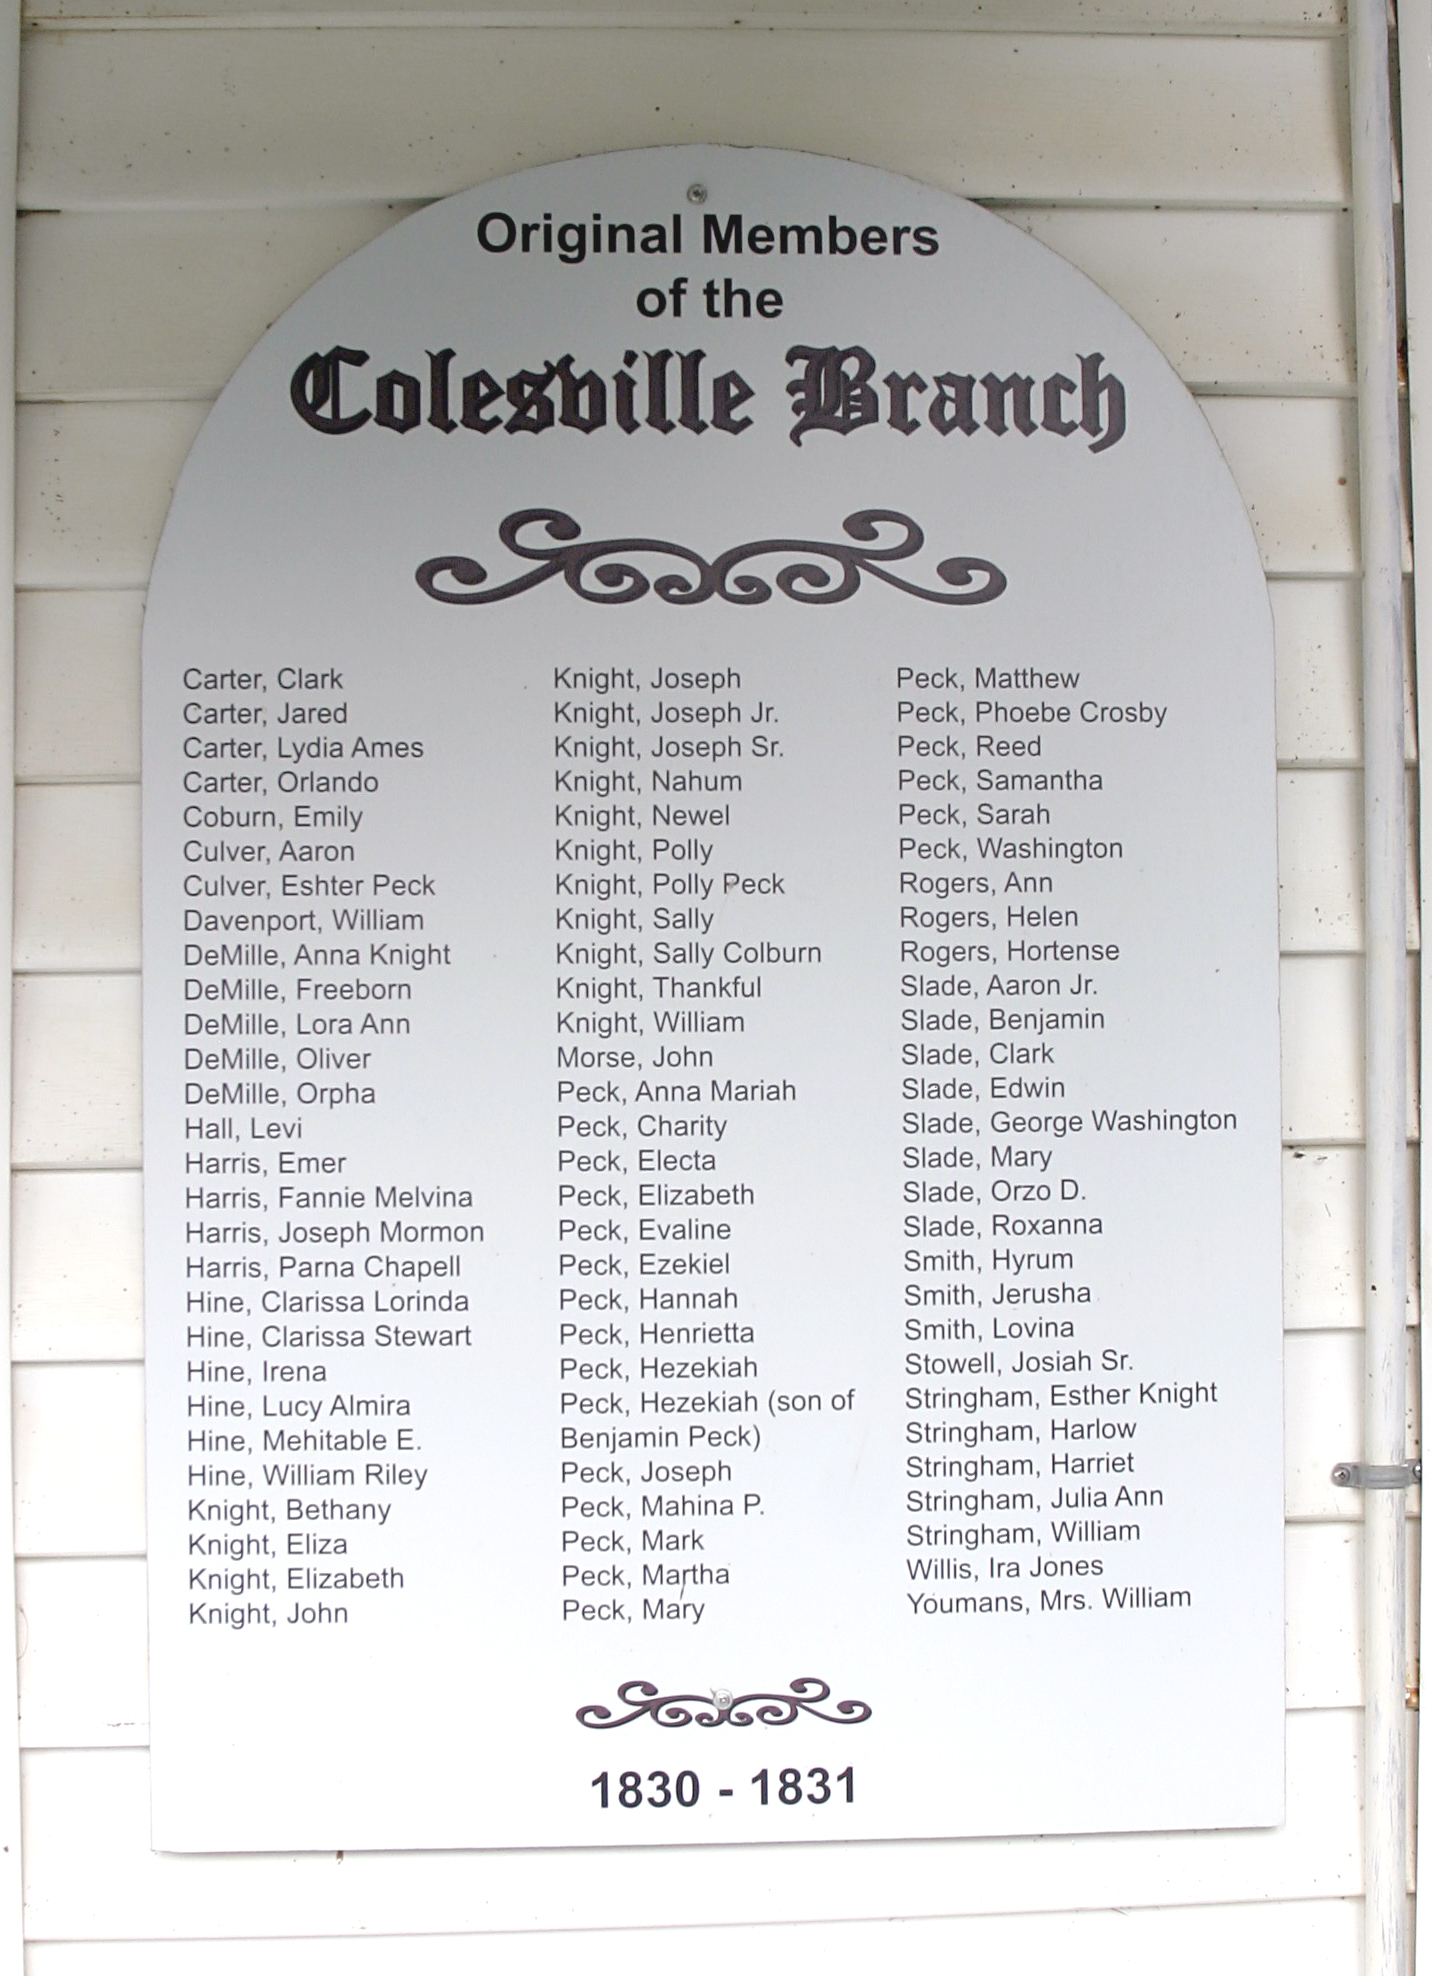 Original Members
of the
Colesville Branch
Carter, Clark
Carter, Jared
Carter, Lydia Ames
Carter, Orlando
Coburn, Emily
Culver, Aaron
Culver, Eshter Peck
Davenport, William
DeMille, Anna Knight
DeMille, Freeborn
DeMille, Lora Ann
DeMille, Oliver
DeMille, Orpha
Hall, Levi
Harris, Emer
Harris, Fannie Melvina
Harris, Joseph Mormon
Harris, Parna Chapell
Hine, Clarissa Lorinda
Hine, Clarissa Stewart
Hine, Irena
Hine, Lucy Almira
Hine, Mehitable E.
Hine, William Riley
Knight, Bethany
Knight, Eliza
Knight, Elizabeth
Knight, John
Knight, Joseph
Knight, Joseph Jr.
Knight, Joseph Sr.
Knight, Nahum
Knight, Newel
Knight, Polly
Knight, Polly Peck
Knight, Sally
Knight, Sally Colburn
Knight, Thankful
Knight, William
Morse, John
Peck, Anna Mariah
Peck, Charity
Peck, Electa
Peck, Elizabeth
Peck, Evaline
Peck, Ezekiel
Peck, Hannah
Peck, Henrietta
Peck, Hezekiah
Peck, Hezekiah (son of
Benjamin Peck)
Peck, Joseph
Peck, Mahina P.
Peck, Mark
Peck, Martha
Peck, Mary
Peck, Matthew
Peck, Phoebe Crosby
Peck, Reed
Peck, Samantha
Peck, Sarah
Peck, Washington
Rogers, Ann
Rogers, Helen
Rogers, Hortense
Slade, Aaron Jr.
Slade, Benjamin
Slade, Clark
Slade, Edwin
Slade, George Washington
Slade, Mary
Slade, Orzo D.
Slade, Roxanna
Smith, Hyrum
Smith, Jerusha
Smith, Lovina
Stowell, Josiah Sr.
Stringham, Esther Knight
Stringham, Harlow
Stringham, Harriet
Stringham, Julia Ann
Stringham, William
Willis, Ira Jones
Youmans, Mrs. William
1830 - 1831